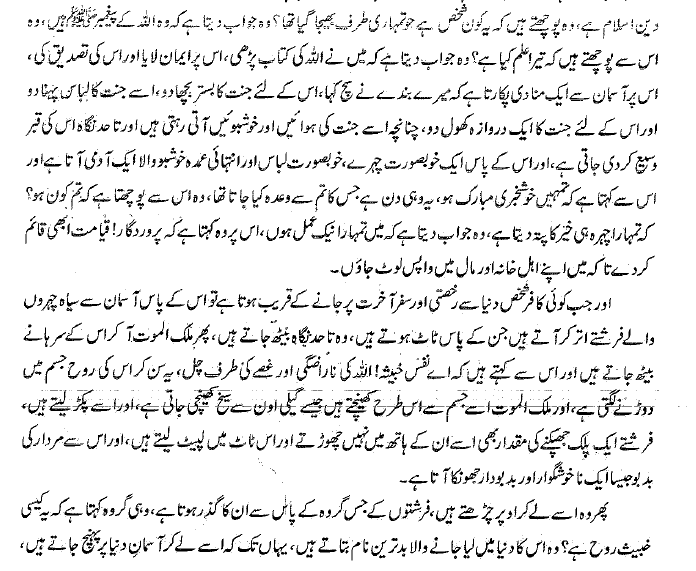 دین اسلام ہے، وہ پوچھتے ہیں کہ یہ کون شخص ہے جو تمہاری طرف بھیجا گیا تھا؟ وہ جواب دیتا ہے کہ وہ اللہ کے پیغمبر ﷺ ہیں، وہ
اس سے پوچھتے ہیں کہ تیرا علم کیا ہے؟ وہ جواب دیتا ہے کہ میں نے اللہ کی کتاب پڑھی، اس پر ایمان لایا اور اس کی تصدیق کی،
اس پر آسمان سے ایک منادی پکارتا ہے کہ میرے بندے نے سچ کہا، اس کے لئے جنت کا بستر بچھا دو، اسے جنت کا لباس پہنا دو
اور اس کے لئے جنت کا ایک دروازہ کھول دو، چنانچہ اسے جنت کی ہوائیں اور خوشبوئیں آتی رہتی ہیں اور تاحد نگاہ اس کی قبر
وسیع کر دی جاتی ہے، اور اس کے پاس ایک خوبصورت چہرے، خوبصورت لباس اور انتہائی عمدہ خوشبو والا ایک آدمی آتا ہے اور
اس سے کہتا ہے کہ تمہیں خوشخبری مبارک ہو، یہ وہی دن ہے جس کا تم سے وعدہ کیا جاتا تھا، وہ اس سے پوچھتا ہے کہ تم کون ہو؟
کہ تمہارا چہرہ ہی خیر کا پتہ دیتا ہے، وہ جواب دیتا ہے کہ میں تمہارا نیک عمل ہوں، اس پر وہ کہتا ہے کہ پروردگار! قیامت ابھی قائم
کر دے تاکہ میں اپنے اہل خانہ اور مال میں واپس لوٹ جاؤں۔
اور جب کوئی کافر شخص دنیا سے رخصتی اور سفر آخرت پر جانے کے قریب ہوتا ہے تو اس کے پاس آسمان سے سیاہ چہروں
والے فرشتے اتر کر آتے ہیں جن کے پاس ٹاٹ ہوتے ہیں، وہ تاحد نگاہ بیٹھ جاتے ہیں، پھر ملک الموت آ کر اس کے سرہانے
بیٹھ جاتے ہیں اور اس سے کہتے ہیں کہ اے نفس خبیثہ! اللہ کی ناراضگی اور غصے کی طرف چل، یہ سن کر اس کی روح جسم میں
دوڑنے لگتی ہے، اور ملک الموت اسے جسم سے اس طرح کھینچتے ہیں جیسے گیلی اون سے سیخ کھینچی جاتی ہے، اور اسے پکڑ لیتے ہیں،
فرشتے ایک پلک جھپکنے کی مقدار بھی اسے ان کے ہاتھ میں نہیں چھوڑتے اور اس ٹاٹ میں لپیٹ لیتے ہیں، اور اس سے مردار کی
بدبو جیسا ایک ناخوشگوار اور بدبودار جھونکا آتا ہے۔
پھر وہ اسے لے کر اوپر چڑھتے ہیں، فرشتوں کے جس گروہ کے پاس سے ان کا گذر ہوتا ہے، وہی گروہ کہتا ہے کہ یہ کیسی
خبیث روح ہے؟ وہ اس کا دنیا میں لیا جانے والا بدترین نام بتاتے ہیں، یہاں تک کہ اسے لے کر آسمان دنیا پر پہنچ جاتے ہیں،